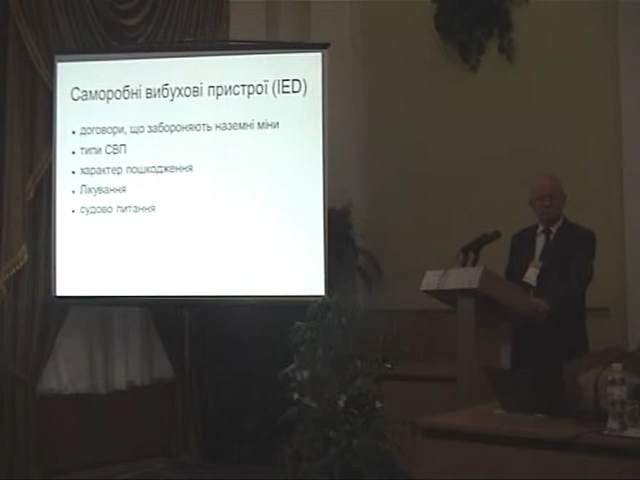 Саморобні вибухові пристрої (IED)
• договори, що забороняють наземні міни
• типи СВП
• характер пошкодження
• Лікування
• судово питання